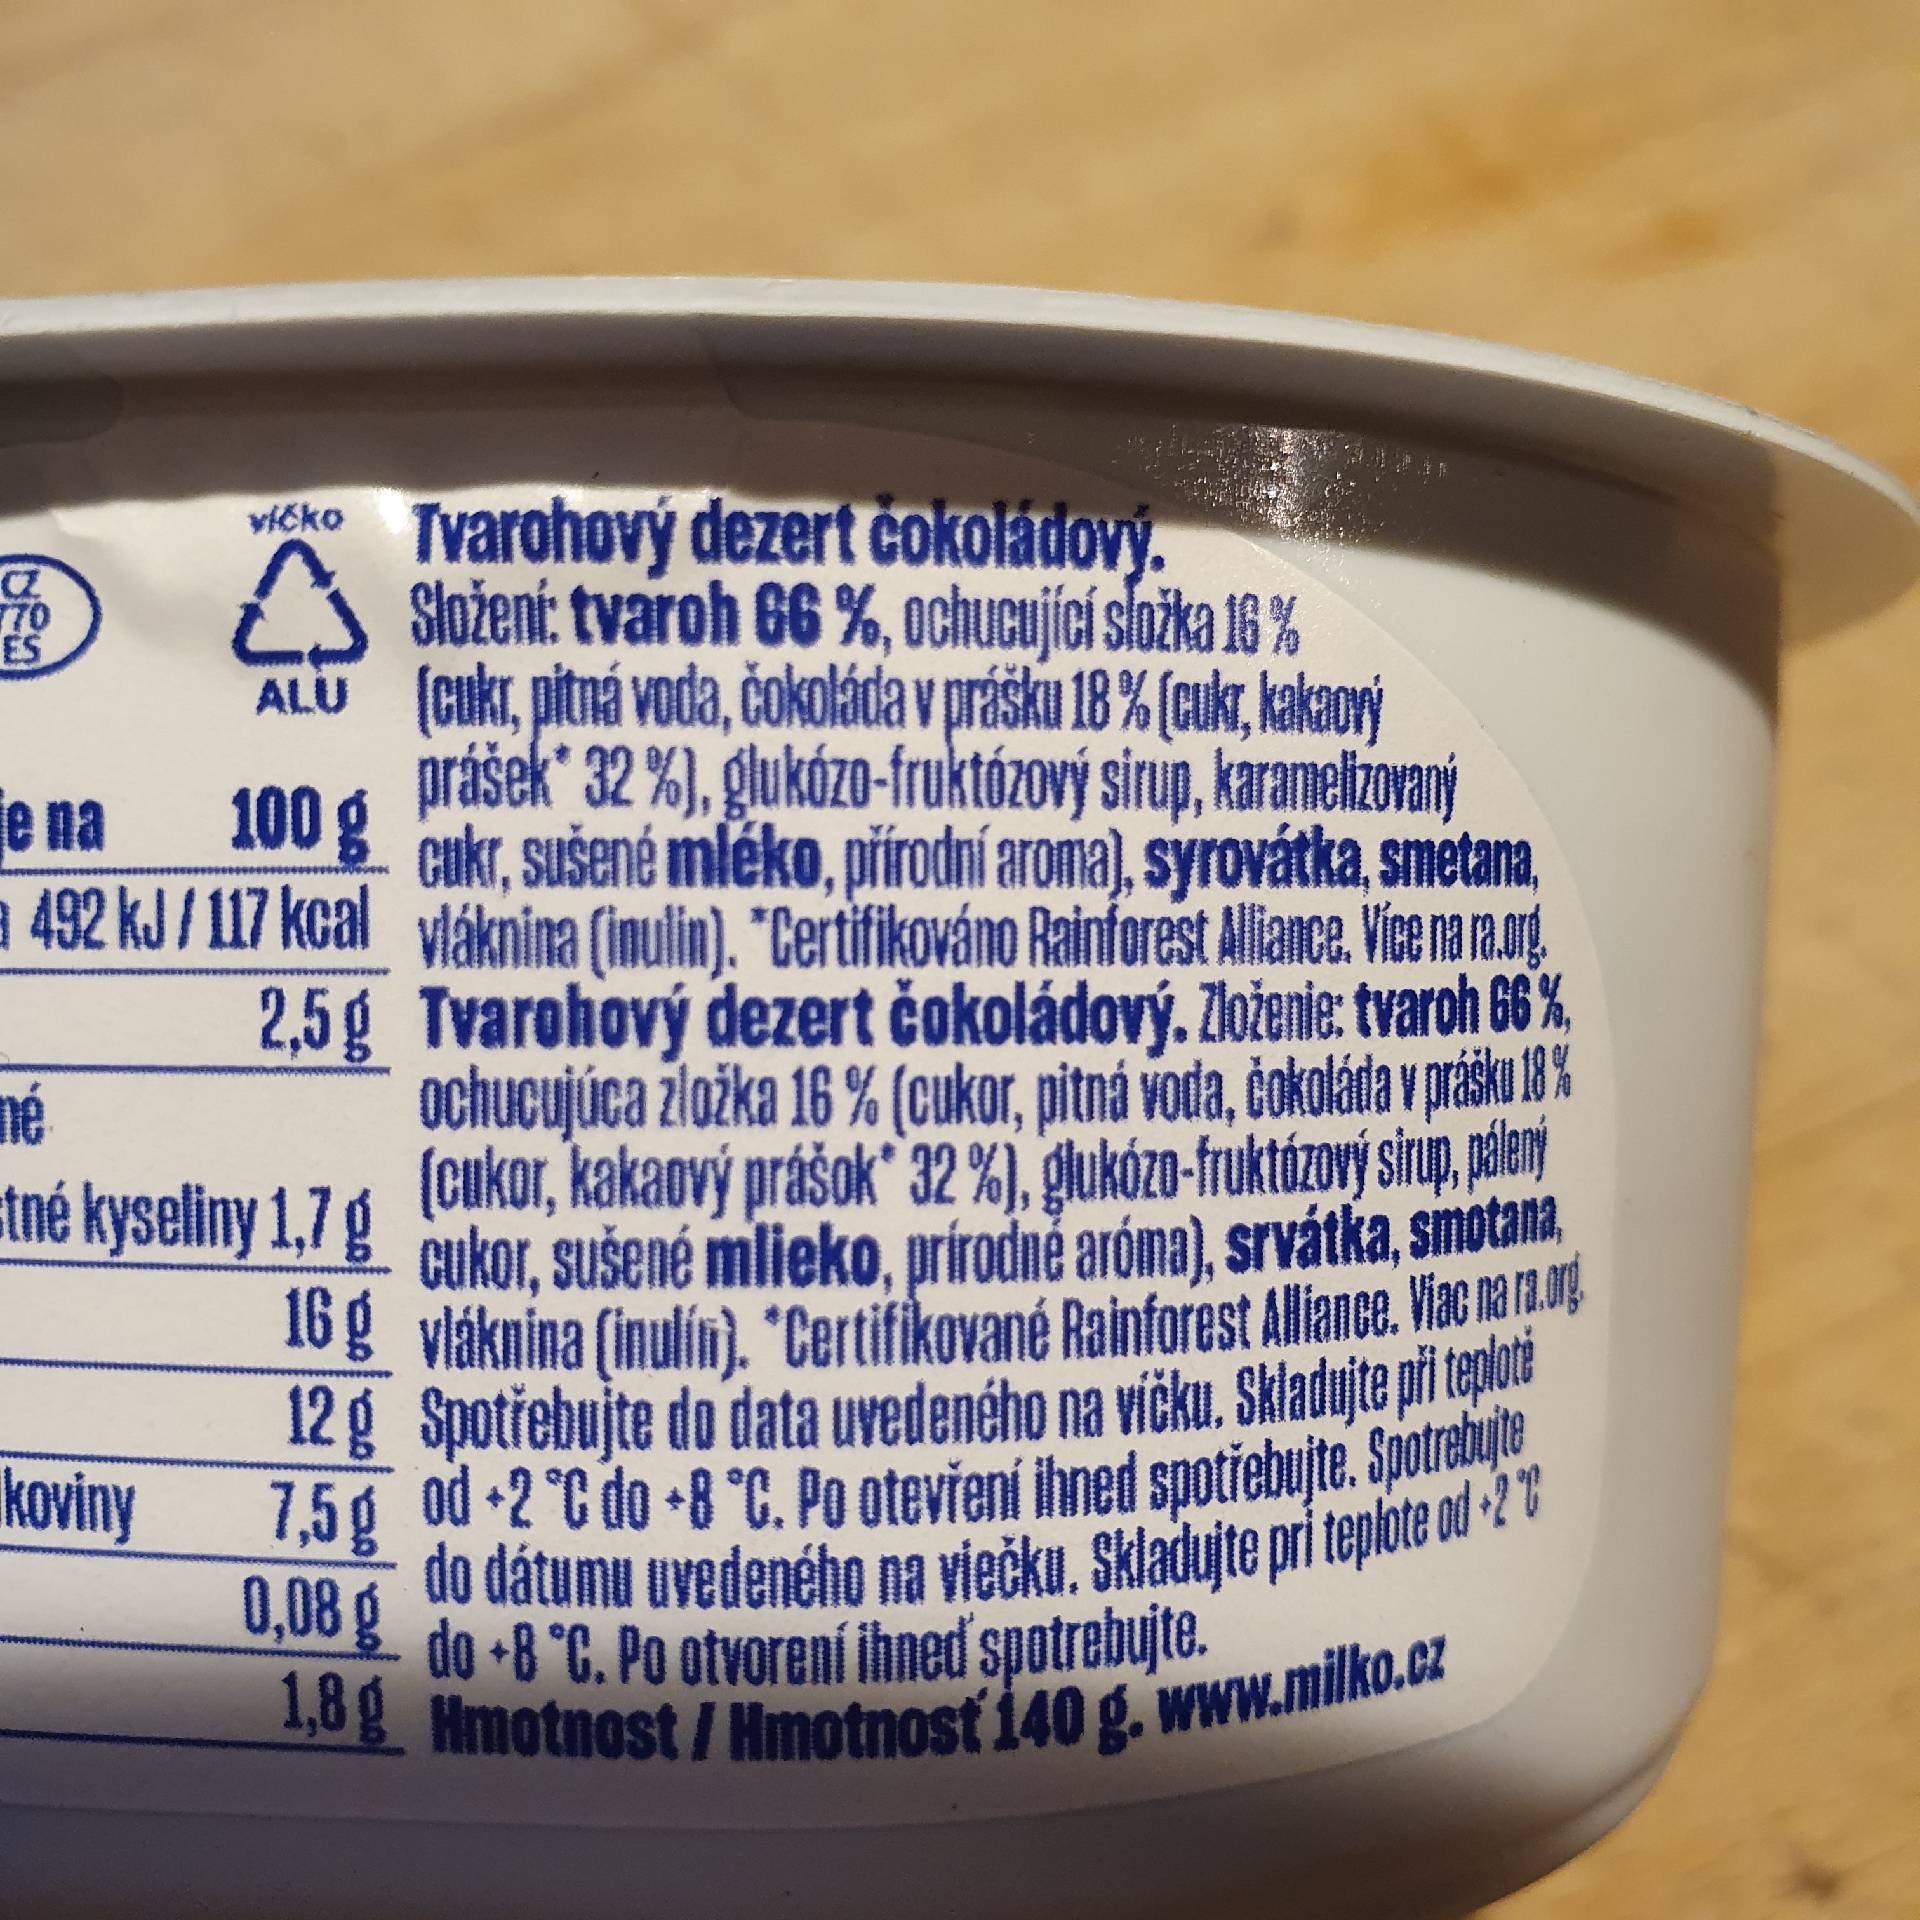 víčko
CZ
770
ES
ALU
je na 100 g
492 kJ / 117 kcal
2,5 g
kyseliny 1,7 g
16 g
12 g
7,5 g
0,08 g
1,8 g
Tvarohový dezert čokoládový.
Složení: tvaroh 66 %, ochucující složka 16 %
(cukr, pitná voda, čokoláda v prášku 18 % (cukr, kakaový
prášek* 32 %), glukózo-fruktózový sirup, karamelizovaný
cukr, sušené mléko, přírodní aroma), syrovátka, smetana,
vláknina (inulin). *Certifikováno Rainforest Alliance. Více na ra.org.
Tvarohový dezert čokoládový. Zloženie: tvaroh 66 %,
ochucujúca zložka 16 % (cukor, pitná voda, čokoláda v prášku 18 %
(cukor, kakaový prášok* 32 %), glukózo-fruktózový sirup, pálený
cukor, sušené mlieko, prírodné aróma), srvátka, smotana,
vláknina (inulín). *Certifikované Rainforest Alliance. Viac na ra.org.
Spotřebujte do data uvedeného na víčku. Skladujte při teplotě
od +2 °C do +8 °C. Po otevření ihned spotřebujte. Spotrebujte
do dátumu uvedeného na viečku. Skladujte pri teplote od +2 °C
do +8 °C. Po otvorení ihneď spotrebujte.
Hmotnost / Hmotnosť 140 g. www.milko.cz